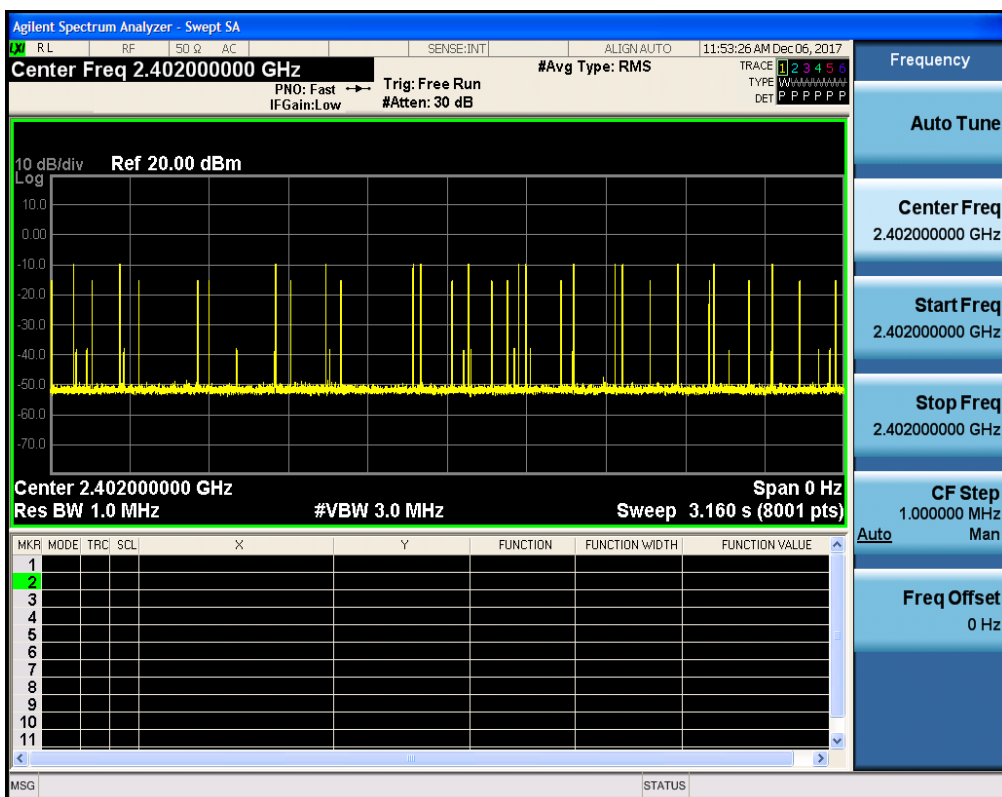 Agilent Spectrum Analyzer - Swept SA
LXI RL RF 50 Ω AC SENSE:INT ALIGN AUTO 11:53:26 AM Dec 06, 2017
Center Freq 2.402000000 GHz
PNO: Fast
IFGain:Low
Trig: Free Run
#Atten: 30 dB
#Avg Type: RMS
TRACE 1 2 3 4 5 6
TYPE
DET P P P P P P
10 dB/div Ref 20.00 dBm
Log
10.0
0.00
-10.0
-20.0
-30.0
-40.0
-50.0
-60.0
-70.0
Center 2.402000000 GHz Span 0 Hz
Res BW 1.0 MHz #VBW 3.0 MHz Sweep 3.160 s (8001 pts)
MKR MODE TRC SCL X Y FUNCTION FUNCTION WIDTH FUNCTION VALUE
1
2
3
4
5
6
7
8
9
10
11
MSG STATUS
Frequency
Auto Tune
Center Freq
2.402000000 GHz
Start Freq
2.402000000 GHz
Stop Freq
2.402000000 GHz
CF Step
1.000000 MHz
Auto Man
Freq Offset
0 Hz